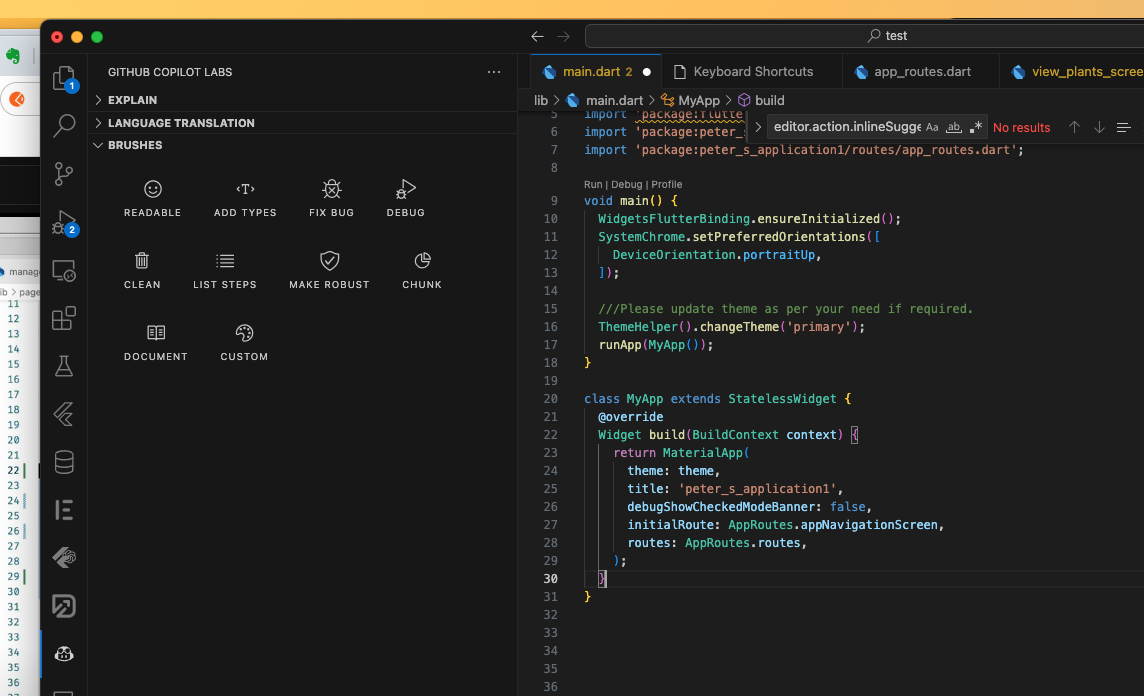 test
GITHUB COPILOT LABS
EXPLAIN
LANGUAGE TRANSLATION
BRUSHES
READABLE
ADD TYPES
FIX BUG
DEBUG
CLEAN
LIST STEPS
MAKE ROBUST
CHUNK
DOCUMENT
CUSTOM
1
2
main.dart 2
Keyboard Shortcuts
app_routes.dart
view_plants_scree
lib > main.dart > MyApp > build
editor.action.inlineSugge Aa ab .* No results
5 import 'package:flutte
6 import 'package:peter_s
7 import 'package:peter_s_application1/routes/app_routes.dart';
8
Run | Debug | Profile
9 void main() {
10 WidgetsFlutterBinding.ensureInitialized();
11 SystemChrome.setPreferredOrientations([
12 DeviceOrientation.portraitUp,
13 ]);
14
15 ///Please update theme as per your need if required.
16 ThemeHelper().changeTheme('primary');
17 runApp(MyApp());
18 }
19
20 class MyApp extends StatelessWidget {
21 @override
22 Widget build(BuildContext context) {
23 return MaterialApp(
24 theme: theme,
25 title: 'peter_s_application1',
26 debugShowCheckedModeBanner: false,
27 initialRoute: AppRoutes.appNavigationScreen,
28 routes: AppRoutes.routes,
29 );
30 }
31 }
32
33
34
35
36
manag
ib > page
11
12
13
14
15
16
17
18
19
20
21
22
23
24
25
26
27
28
29
30
31
32
33
34
35
36